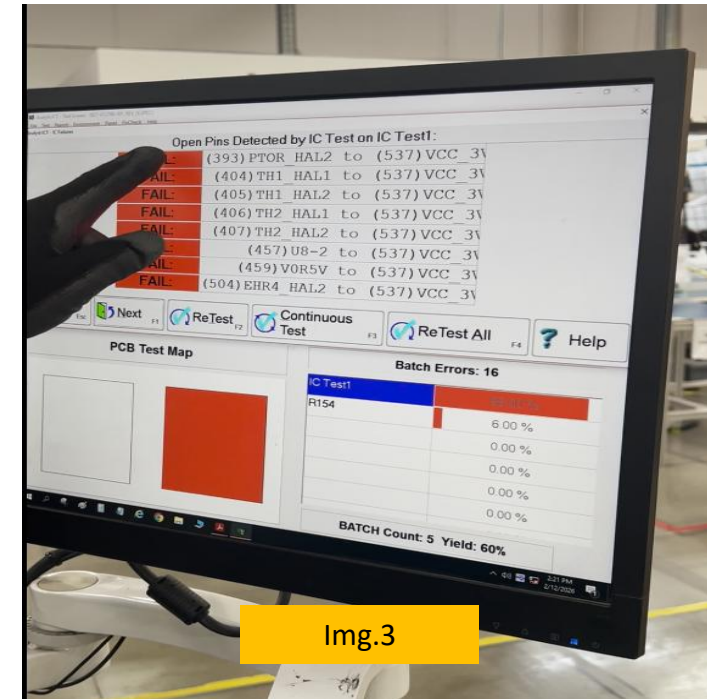 Open Pins Detected by IC Test on IC Test1:
(393) PTOR_HAL2 to (537) VCC_3V
FAIL: (404) TH1_HAL1 to (537) VCC_3V
FAIL: (405) TH1_HAL2 to (537) VCC_3V
FAIL: (406) TH2_HAL1 to (537) VCC_3V
FAIL: (407) TH2_HAL2 to (537) VCC_3V
(457) U8-2 to (537) VCC_3V
FAIL: (459) V0R5V to (537) VCC_3V
FAIL: (504) EHR4_HAL2 to (537) VCC_3V
Esc Next F1 ReTest F2 Continuous Test F3 ReTest All F4 Help
PCB Test Map
Batch Errors: 16
IC Test1
R154 6.00 %
0.00 %
0.00 %
0.00 %
0.00 %
BATCH Count: 5 Yield: 60%
2:21 PM
2/12/2026
Img.3